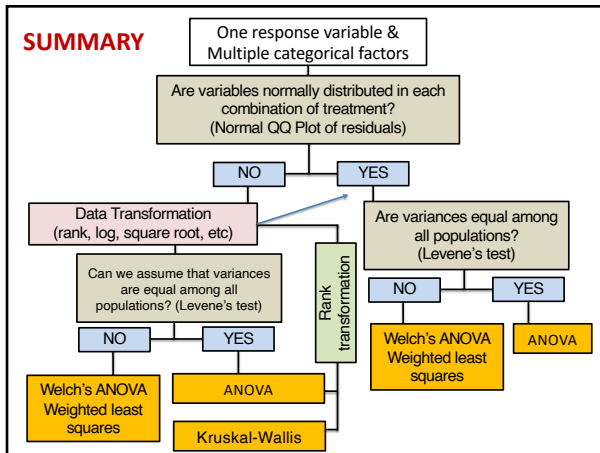 SUMMARY
One response variable &
Multiple categorical factors
Are variables normally distributed in each
combination of treatment?
(Normal QQ Plot of residuals)
NO
YES
Data Transformation
(rank, log, square root, etc)
Are variances equal among
all populations?
(Levene's test)
Can we assume that variances
are equal among all
populations? (Levene's test)
Rank
transformation
NO
YES
NO
YES
Welch's ANOVA
Weighted least
squares
ANOVA
Welch's ANOVA
Weighted least
squares
ANOVA
Kruskal-Wallis